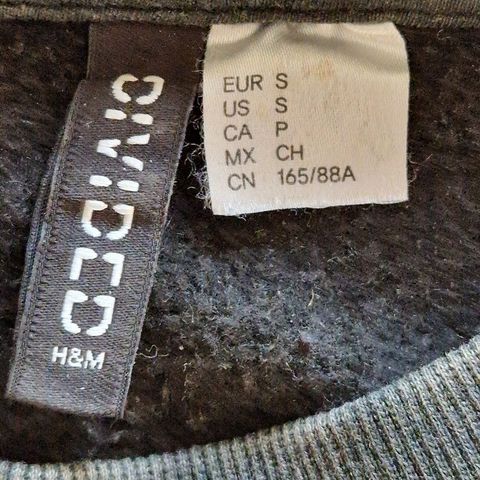 DIVIDED
H&M
EUR S
US S
CA P
MX CH
CN 165/88A